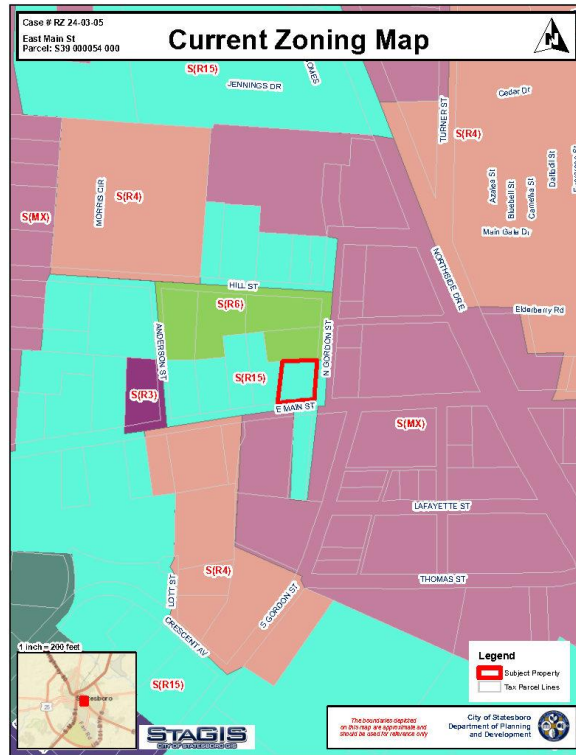 Case # RZ 24-03-05
East Main St
Parcel: S39 000054 000
Current Zoning Map
N
S(R15)
JENNINGS DR
OMES
TURNER ST
Cedar Dr
S(R4)
MORRIS CIR
S(R4)
S(MX)
Azalea St
Bluebell St
Camellia St
Daffodil St
Main Gate Dr
NORTHSIDE DR E
HILL ST
S(R6)
Elderberry Rd
ANDERSON ST
N GORDON ST
S(R15)
S(R3)
E MAIN ST
S(MX)
LAFAYETTE ST
S(R4)
THOMAS ST
LOTT ST
S GORDON ST
CRESCENT AV
S(R15)
1 inch = 200 feet
STAGIS
CITY OF STATESBORO GIS
Legend
Subject Property
Tax Parcel Lines
The boundaries depicted
on this map are approximate and
should be used for reference only
City of Statesboro
Department of Planning
and Development